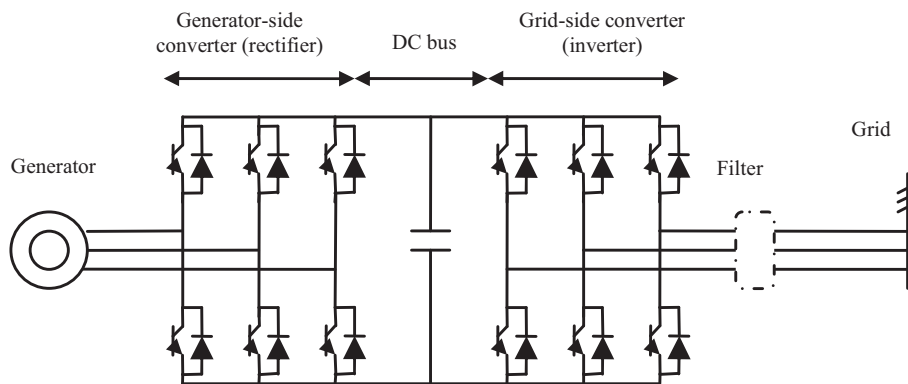 Generator-side
converter (rectifier)
DC bus
Grid-side converter
(inverter)
Grid
Generator
Filter